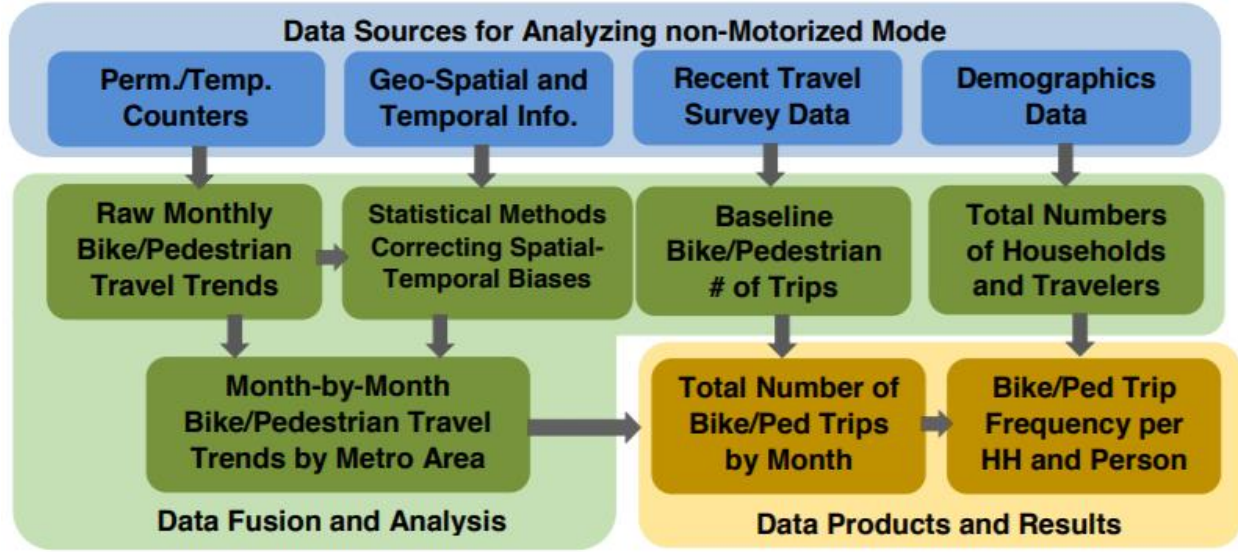 Data Sources for Analyzing non-Motorized Mode
Perm./Temp.
Counters
Geo-Spatial and
Temporal Info.
Recent Travel
Survey Data
Demographics
Data
Raw Monthly
Bike/Pedestrian
Travel Trends
Statistical Methods
Correcting Spatial-
Temporal Biases
Baseline
Bike/Pedestrian
# of Trips
Total Numbers
of Households
and Travelers
Month-by-Month
Bike/Pedestrian Travel
Trends by Metro Area
Total Number of
Bike/Ped Trips
by Month
Bike/Ped Trip
Frequency per
HH and Person
Data Fusion and Analysis
Data Products and Results